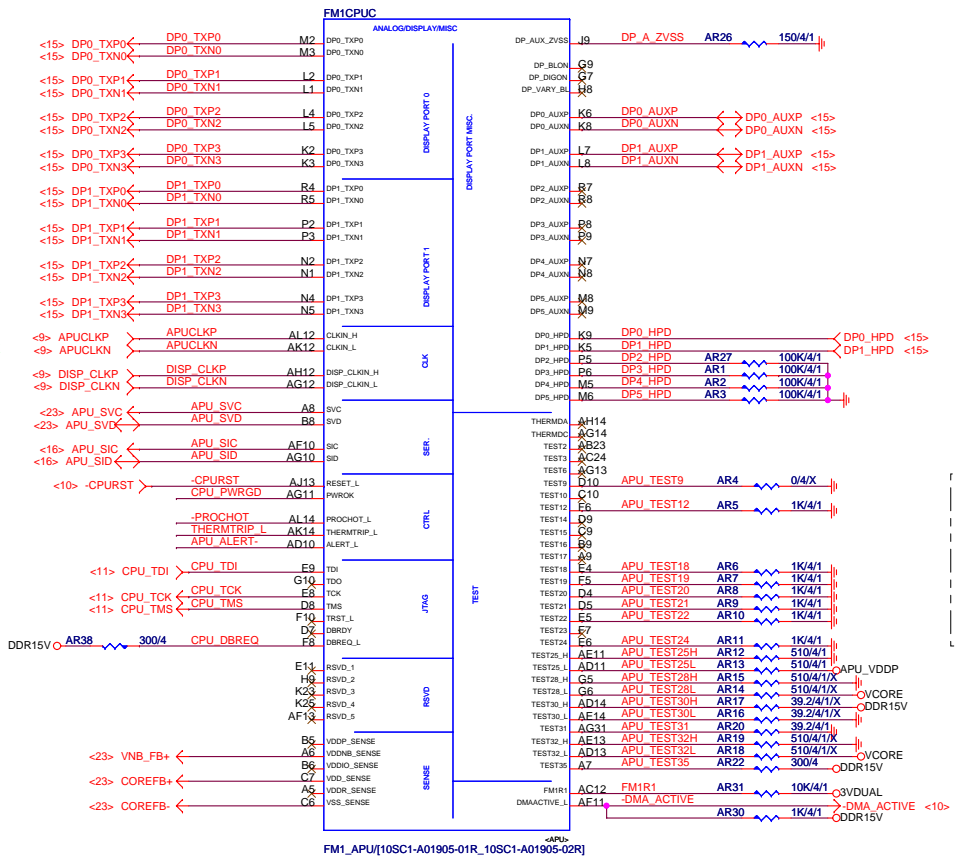 FM1CPUC
ANALOG/DISPLAY/MISC
<15> DP0_TXP0 DP0_TXP0 M2 DP0_TXP0 DP_AUX_ZVSS J9 DP_A_ZVSS AR26 150/4/1
<15> DP0_TXN0 DP0_TXN0 M3 DP0_TXN0
DP_BLON G9
DP_DIGON G7
<15> DP0_TXP1 DP0_TXP1 L2 DP0_TXP1
<15> DP0_TXN1 DP0_TXN1 L1 DP0_TXN1 DP_VARY_BL H8
<15> DP0_TXP2 DP0_TXP2 L4 DP0_TXP2 DP0_AUXP K6 DP0_AUXP DP0_AUXP <15>
<15> DP0_TXN2 DP0_TXN2 L5 DP0_TXN2 DP0_AUXN K8 DP0_AUXN DP0_AUXN <15>
DISPLAY PORT 0
DISPLAY PORT MISC.
<15> DP0_TXP3 DP0_TXP3 K2 DP0_TXP3 DP1_AUXP L7 DP1_AUXP DP1_AUXP <15>
<15> DP0_TXN3 DP0_TXN3 K3 DP0_TXN3 DP1_AUXN L8 DP1_AUXN DP1_AUXN <15>
<15> DP1_TXP0 DP1_TXP0 R4 DP1_TXP0 DP2_AUXP R7
<15> DP1_TXN0 DP1_TXN0 R5 DP1_TXN0 DP2_AUXN R8
<15> DP1_TXP1 DP1_TXP1 P2 DP1_TXP1 DP3_AUXP P8
<15> DP1_TXN1 DP1_TXN1 P3 DP1_TXN1 DP3_AUXN P9
<15> DP1_TXP2 DP1_TXP2 N2 DP1_TXP2 DP4_AUXP N7
<15> DP1_TXN2 DP1_TXN2 N1 DP1_TXN2 DP4_AUXN N8
DISPLAY PORT 1
<15> DP1_TXP3 DP1_TXP3 N4 DP1_TXP3 DP5_AUXP M8
<15> DP1_TXN3 DP1_TXN3 N5 DP1_TXN3 DP5_AUXN M9
<9> APUCLKP APUCLKP AL12 CLKIN_H DP0_HPD K9 DP0_HPD DP0_HPD <15>
<9> APUCLKN APUCLKN AK12 CLKIN_L DP1_HPD K5 DP1_HPD DP1_HPD <15>
CLK
DP2_HPD P5 DP2_HPD AR27 100K/4/1
<9> DISP_CLKP DISP_CLKP AH12 DISP_CLKIN_H DP3_HPD P6 DP3_HPD AR1 100K/4/1
<9> DISP_CLKN DISP_CLKN AG12 DISP_CLKIN_L DP4_HPD M5 DP4_HPD AR2 100K/4/1
DP5_HPD M6 DP5_HPD AR3 100K/4/1
<23> APU_SVC APU_SVC A8 SVC
<23> APU_SVD APU_SVD B8 SVD THERMDA AH14
THERMDC AG14
SER.
<16> APU_SIC APU_SIC AF10 SIC TEST2 AB23
<16> APU_SID APU_SID AG10 SID TEST3 AC24
TEST6 AG13
<10> -CPURST -CPURST AJ13 RESET_L TEST9 D10 APU_TEST9 AR4 0/4/X
CPU_PWRGD AG11 PWROK TEST10 C10
TEST12 F6 APU_TEST12 AR5 1K/4/1
CTRL
-PROCHOT AL14 PROCHOT_L TEST14 D9
THERMTRIP_L AK14 THERMTRIP_L TEST15 C9
APU_ALERT- AD10 ALERT_L TEST16 B9
TEST17 A9
<11> CPU_TDI CPU_TDI E9 TDI TEST18 E4 APU_TEST18 AR6 1K/4/1
G10 TDO TEST19 F5 APU_TEST19 AR7 1K/4/1
<11> CPU_TCK CPU_TCK E8 TCK TEST20 D4 APU_TEST20 AR8 1K/4/1
<11> CPU_TMS CPU_TMS D8 TMS TEST21 D5 APU_TEST21 AR9 1K/4/1
JTAG
TEST
F10 TRST_L TEST22 E5 APU_TEST22 AR10 1K/4/1
D7 DBRDY TEST23 E7
DDR15V AR38 300/4 CPU_DBREQ F8 DBREQ_L TEST24 E6 APU_TEST24 AR11 1K/4/1
TEST25_H AE11 APU_TEST25H AR12 510/4/1
E11 RSVD_1 TEST25_L AD11 APU_TEST25L AR13 510/4/1 APU_VDDP
H9 RSVD_2 TEST28_H G5 APU_TEST28H AR15 510/4/1/X
K23 RSVD_3 TEST28_L G6 APU_TEST28L AR14 510/4/1/X VCORE
K25 RSVD_4 TEST30_H AD14 APU_TEST30H AR17 39.2/4/1/X DDR15V
RSVD
AF13 RSVD_5 TEST30_L AE14 APU_TEST30L AR16 39.2/4/1/X
TEST31 AG31 APU_TEST31 AR20 39.2/4/1
B5 VDDP_SENSE TEST32_H AE13 APU_TEST32H AR19 510/4/1/X
<23> VNB_FB+ A6 VDDNB_SENSE TEST32_L AD13 APU_TEST32L AR18 510/4/1/X VCORE
B6 VDDIO_SENSE TEST35 A7 APU_TEST35 AR22 300/4 DDR15V
<23> COREFB+ C7 VDD_SENSE
SENSE
A5 VDDR_SENSE FM1R1 AC12 FM1R1 AR31 10K/4/1 3VDUAL
<23> COREFB- C6 VSS_SENSE DMAACTIVE_L AF11 -DMA_ACTIVE -DMA_ACTIVE <10>
AR30 1K/4/1 DDR15V
<APU>
FM1_APU/[10SC1-A01905-01R_10SC1-A01905-02R]